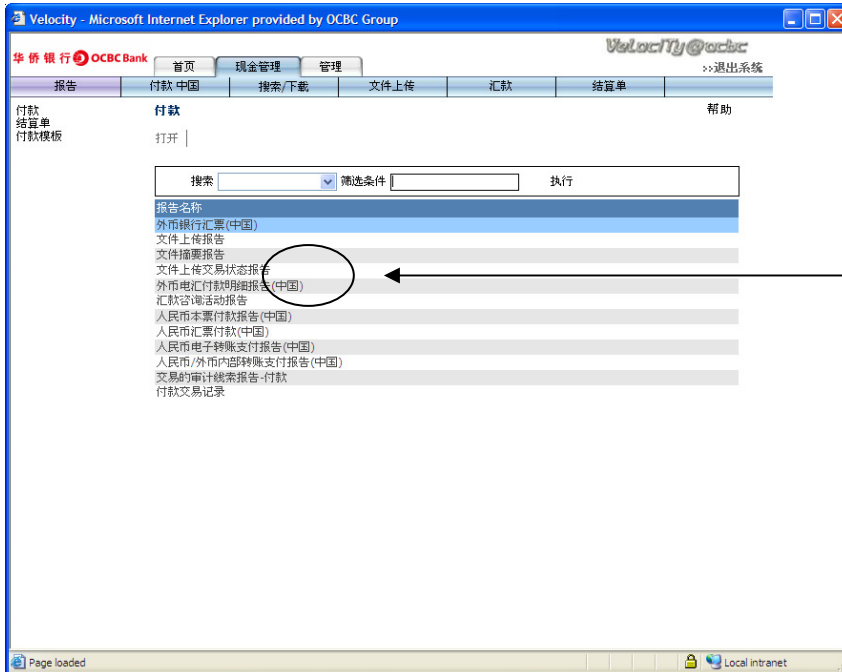 Velocity - Microsoft Internet Explorer provided by OCBC Group
华侨银行 OCBC Bank
Velocity@ocbc
首页 现金管理 管理
>>退出系统
报告 付款 中国 搜索/下载 文件上传 汇款 结算单
付款
结算单
付款模板
付款
帮助
打开
搜索 筛选条件 执行
报告名称
外币银行汇票(中国)
文件上传报告
文件摘要报告
文件上传交易状态报告
外币电汇付款明细报告(中国)
汇款咨询活动报告
人民币本票付款报告(中国)
人民币汇票付款(中国)
人民币电子转账支付报告(中国)
人民币/外币内部转账支付报告(中国)
交易的审计线索报告-付款
付款交易记录
Page loaded
Local intranet